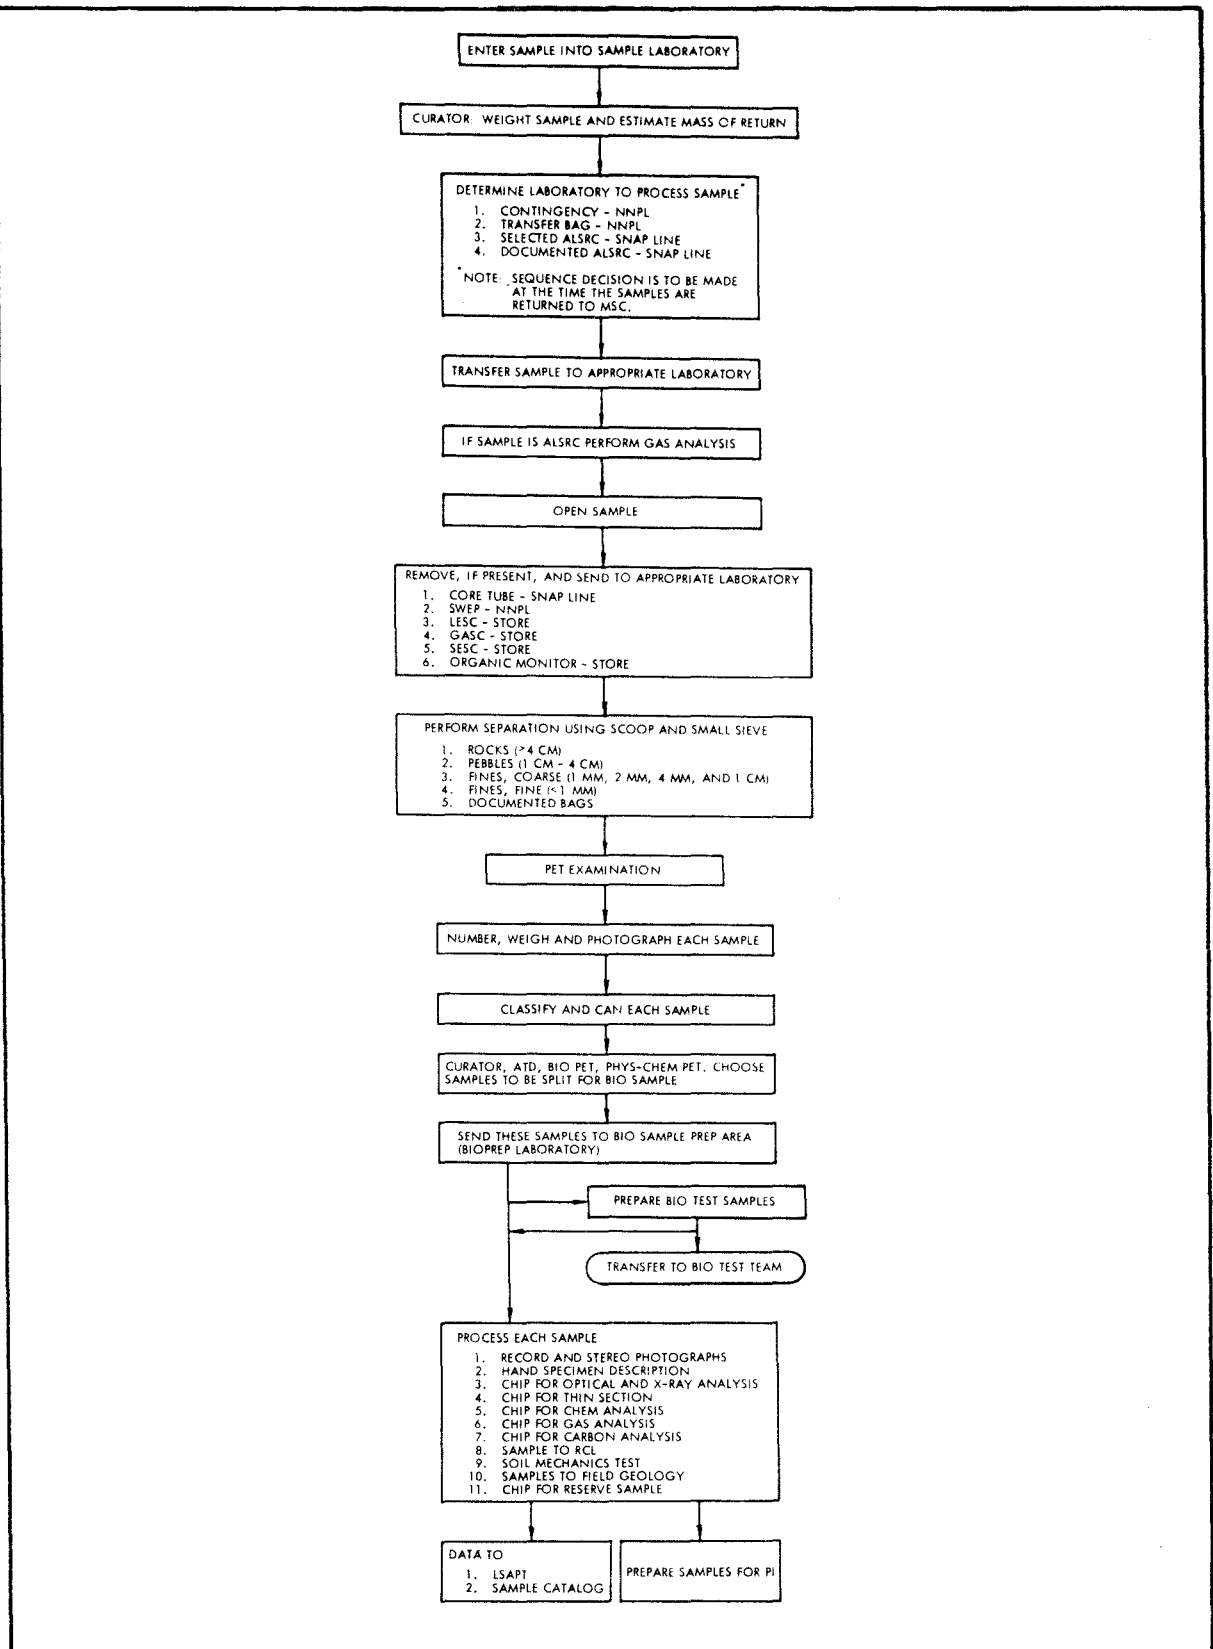 ENTER SAMPLE INTO SAMPLE LABORATORY
CURATOR: WEIGHT SAMPLE AND ESTIMATE MASS OF RETURN
DETERMINE LABORATORY TO PROCESS SAMPLE*
1. CONTINGENCY - NNPL
2. TRANSFER BAG - NNPL
3. SELECTED ALSRC - SNAP LINE
4. DOCUMENTED ALSRC - SNAP LINE
*NOTE: SEQUENCE DECISION IS TO BE MADE
AT THE TIME THE SAMPLES ARE
RETURNED TO MSC.
TRANSFER SAMPLE TO APPROPRIATE LABORATORY
IF SAMPLE IS ALSRC PERFORM GAS ANALYSIS
OPEN SAMPLE
REMOVE, IF PRESENT, AND SEND TO APPROPRIATE LABORATORY
1. CORE TUBE - SNAP LINE
2. SWEP - NNPL
3. LESC - STORE
4. GASC - STORE
5. SESC - STORE
6. ORGANIC MONITOR - STORE
PERFORM SEPARATION USING SCOOP AND SMALL SIEVE
1. ROCKS (>4 CM)
2. PEBBLES (1 CM - 4 CM)
3. FINES, COARSE (1 MM, 2 MM, 4 MM, AND 1 CM)
4. FINES, FINE (<1 MM)
5. DOCUMENTED BAGS
PET EXAMINATION
NUMBER, WEIGH AND PHOTOGRAPH EACH SAMPLE
CLASSIFY AND CAN EACH SAMPLE
CURATOR, ATD, BIO PET, PHYS-CHEM PET. CHOOSE
SAMPLES TO BE SPLIT FOR BIO SAMPLE
SEND THESE SAMPLES TO BIO SAMPLE PREP AREA
(BIOPREP LABORATORY)
PREPARE BIO TEST SAMPLES
TRANSFER TO BIO TEST TEAM
PROCESS EACH SAMPLE
1. RECORD AND STEREO PHOTOGRAPHS
2. HAND SPECIMEN DESCRIPTION
3. CHIP FOR OPTICAL AND X-RAY ANALYSIS
4. CHIP FOR THIN SECTION
5. CHIP FOR CHEM ANALYSIS
6. CHIP FOR GAS ANALYSIS
7. CHIP FOR CARBON ANALYSIS
8. SAMPLE TO RCL
9. SOIL MECHANICS TEST
10. SAMPLES TO FIELD GEOLOGY
11. CHIP FOR RESERVE SAMPLE
DATA TO
1. LSAPT
2. SAMPLE CATALOG
PREPARE SAMPLES FOR PI